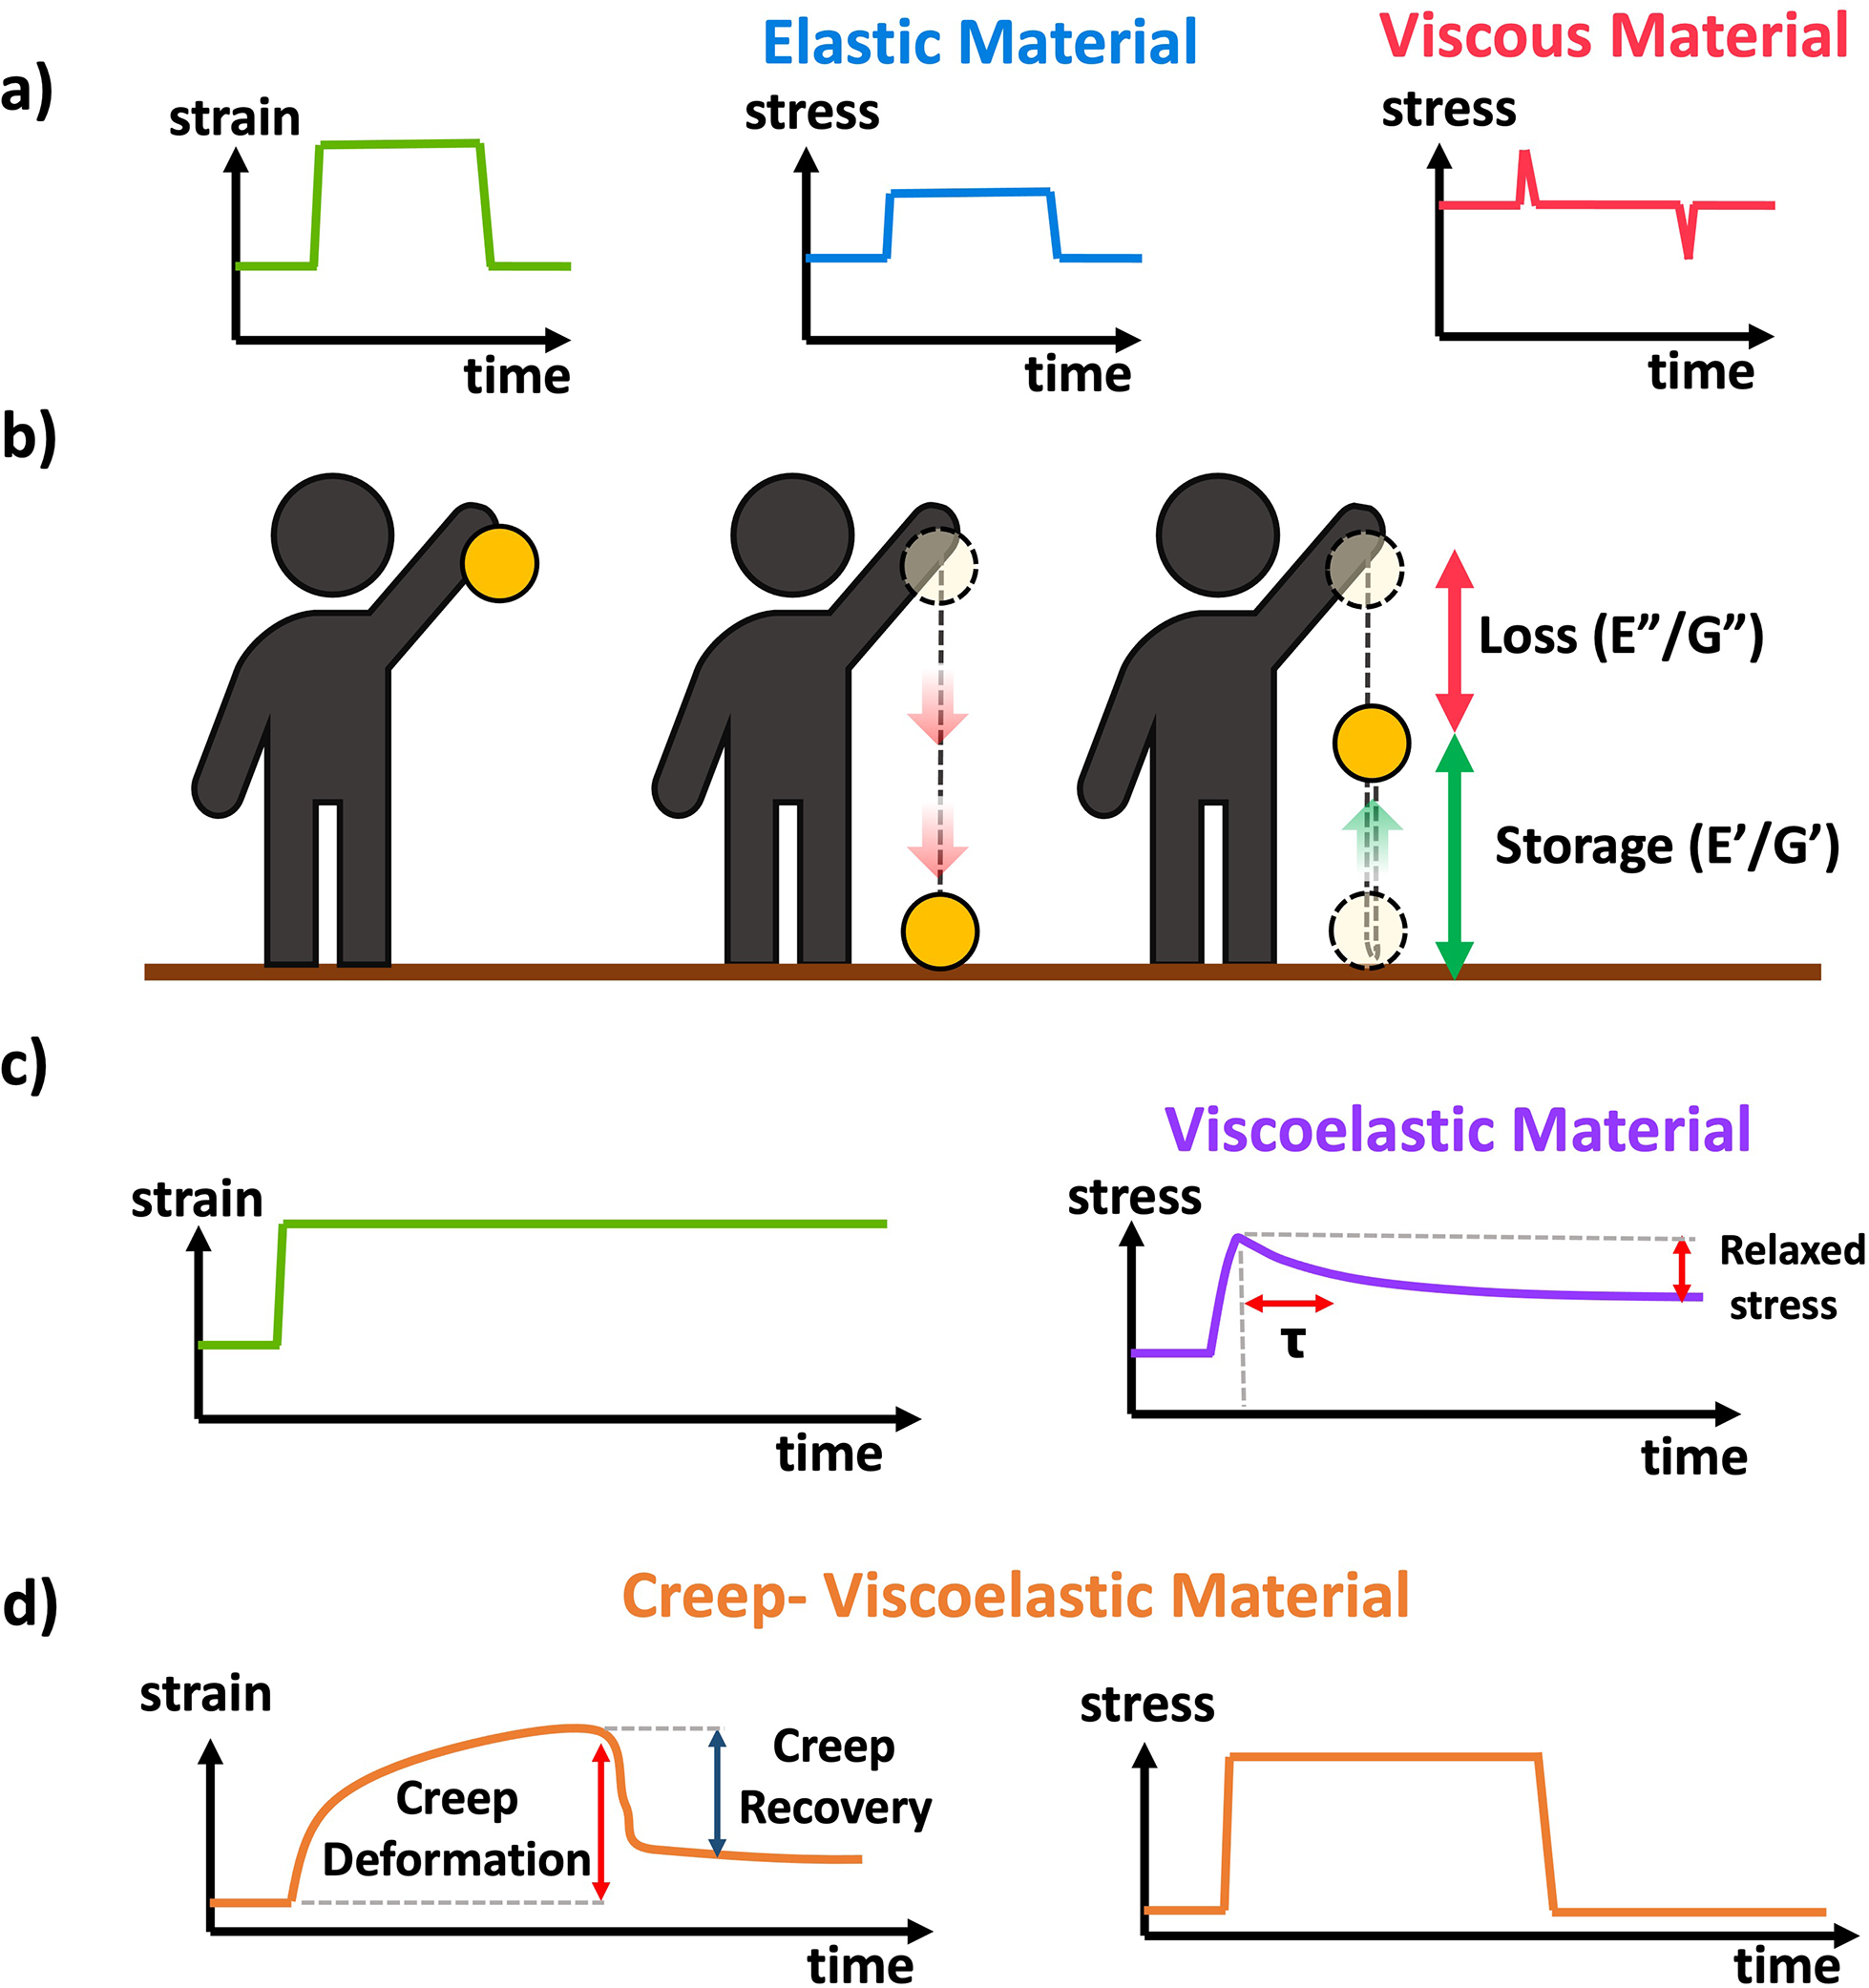 a)
Elastic Material
Viscous Material
strain
stress
stress
time
time
time
b)
Loss (E”/G”)
Storage (E’/G’)
c)
Viscoelastic Material
strain
stress
Relaxed
stress
τ
time
time
d)
Creep- Viscoelastic Material
strain
stress
Creep
Recovery
Creep
Deformation
time
time